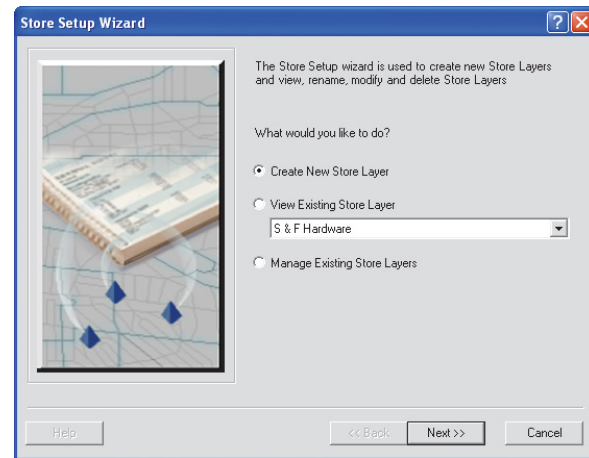 Store Setup Wizard
The Store Setup wizard is used to create new Store Layers
and view, rename, modify and delete Store Layers
What would you like to do?
Create New Store Layer
View Existing Store Layer
S & F Hardware
Manage Existing Store Layers
Help
<< Back
Next >>
Cancel